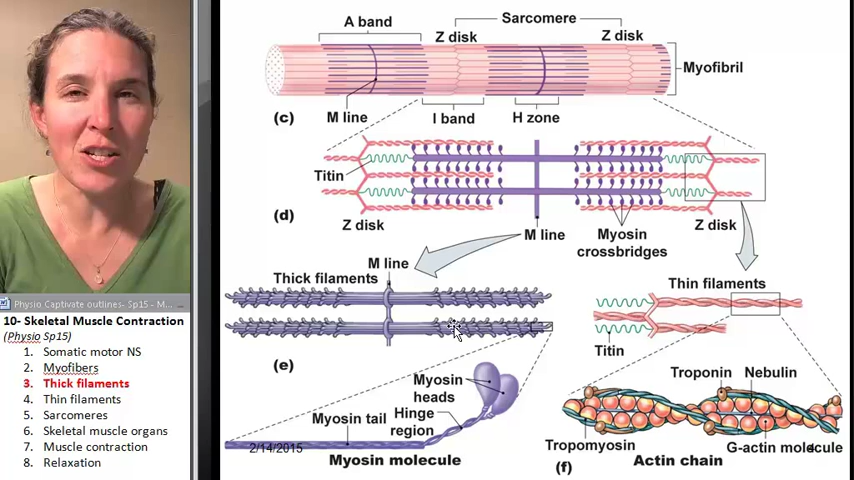 Physio Captivate outlines- Sp15 - M...
10- Skeletal Muscle Contraction
(Physio Sp15)
1. Somatic motor NS
2. Myofibers
3. Thick filaments
4. Thin filaments
5. Sarcomeres
6. Skeletal muscle organs
7. Muscle contraction
8. Relaxation
A band
Sarcomere
Z disk
Z disk
Myofibril
M line
I band
H zone
(c)
Titin
(d)
Z disk
M line
Myosin
crossbridges
Z disk
M line
Thick filaments
(e)
Myosin
heads
Hinge
region
Myosin tail
2/14/2015
Myosin molecule
Thin filaments
Titin
Troponin
Nebulin
Tropomyosin
G-actin molecule
(f)
Actin chain